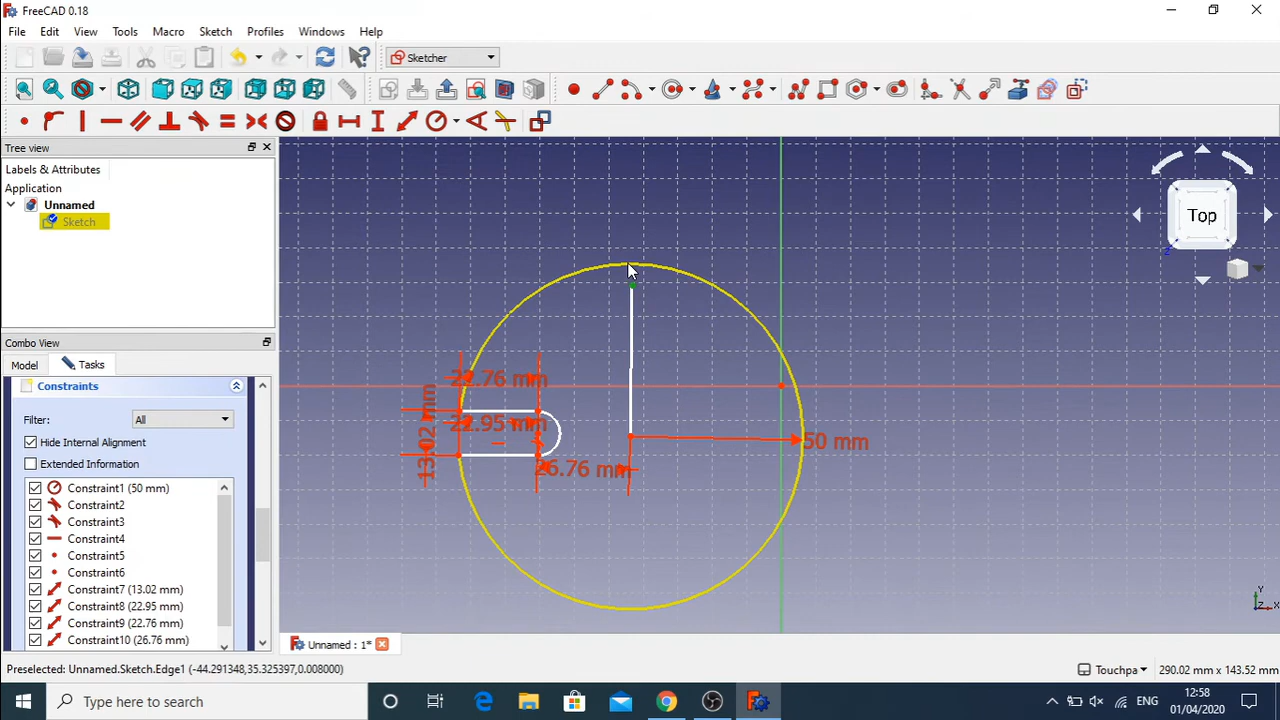 FreeCAD 0.18
File Edit View Tools Macro Sketch Profiles Windows Help
Sketcher
Tree view
Labels & Attributes
Application
Unnamed
Sketch
Combo View
Model Tasks
Constraints
Filter: All
Hide Internal Alignment
Extended Information
Constraint1 (50 mm)
Constraint2
Constraint3
Constraint4
Constraint5
Constraint6
Constraint7 (13.02 mm)
Constraint8 (22.95 mm)
Constraint9 (22.76 mm)
Constraint10 (26.76 mm)
Top
22.76 mm
22.95 mm
13.02 mm
26.76 mm
50 mm
Y
Z X
Z
Unnamed : 1*
Preselected: Unnamed.Sketch.Edge1 (-44.291348,35.325397,0.008000)
Touchpa
290.02 mm x 143.52 mm
Type here to search
ENG
12:58
01/04/2020